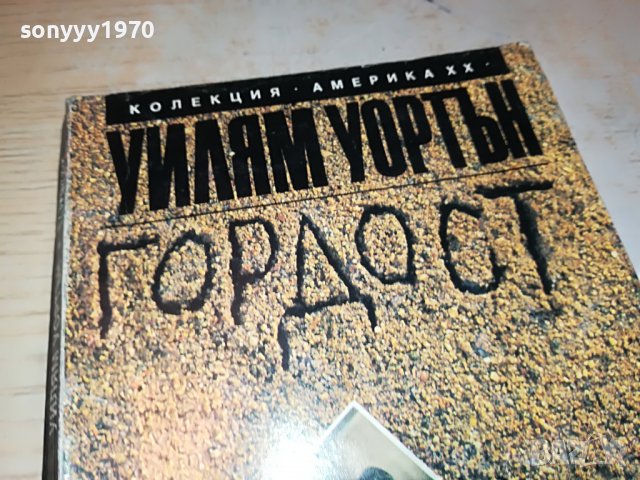 sonyyy1970
КОЛЕКЦИЯ · АМЕРИКА XX ·
УИЛЯМ УОРТЪН
ГОРДОСТ